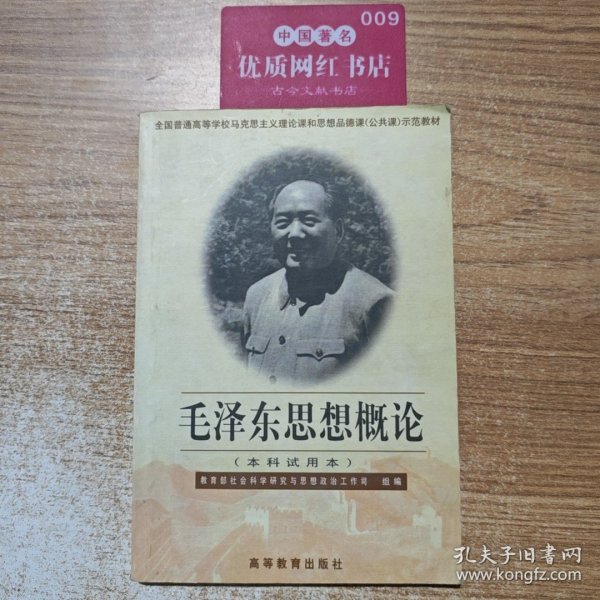 009
中国著名
优质网红书店
古今文献书店
全国普通高等学校马克思主义理论课和思想品德课(公共课)示范教材
毛泽东思想概论
(本科试用本)
教育部社会科学研究与思想政治工作司 组编
高等教育出版社
孔夫子旧书网
www.kongfz.com